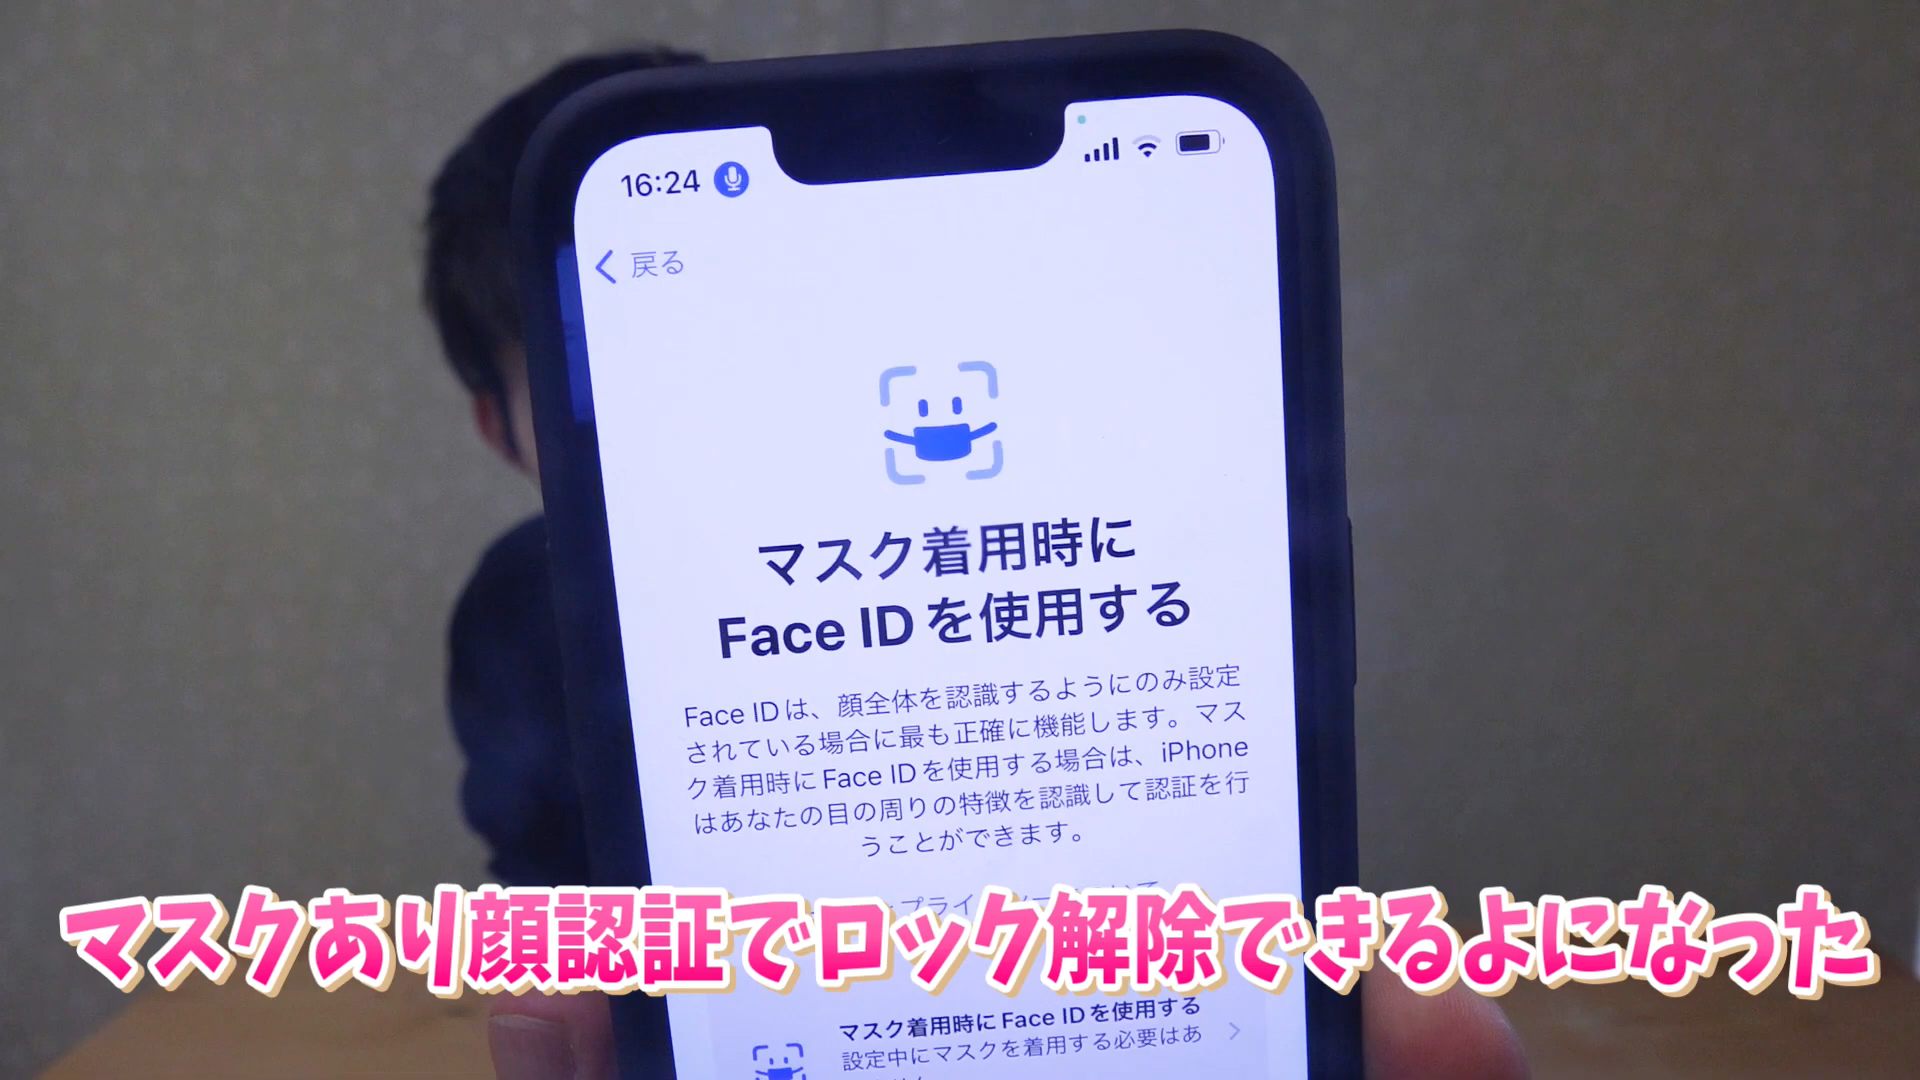 16:24
戻る
マスク着用時に
Face IDを使用する
Face IDは、顔全体を認識するようにのみ設定
されている場合に最も正確に機能します。マス
ク着用時にFace IDを使用する場合は、iPhone
はあなたの目の周りの特徴を認識して認証を行
うことができます。
マスクあり顔認証でロック解除できるよになった
マスク着用時にFace IDを使用する
設定中にマスクを着用する必要はあ